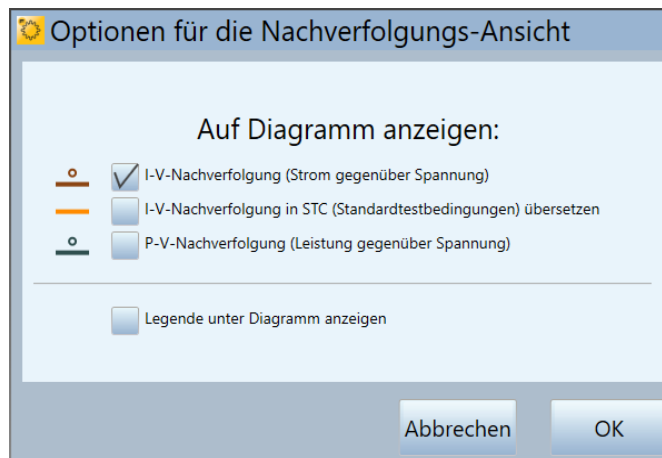 Optionen für die Nachverfolgungs-Ansicht
Auf Diagramm anzeigen:
I-V-Nachverfolgung (Strom gegenüber Spannung)
I-V-Nachverfolgung in STC (Standardtestbedingungen) übersetzen
P-V-Nachverfolgung (Leistung gegenüber Spannung)
Legende unter Diagramm anzeigen
Abbrechen OK